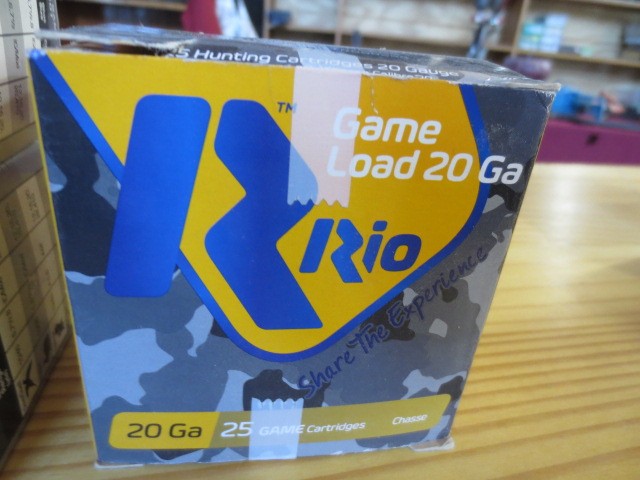 25 Hunting Cartridges 20 Gauge
TM
Game
Load 20 Ga
Rio
Share The Experience
20 Ga 25 GAME Cartridges Chasse